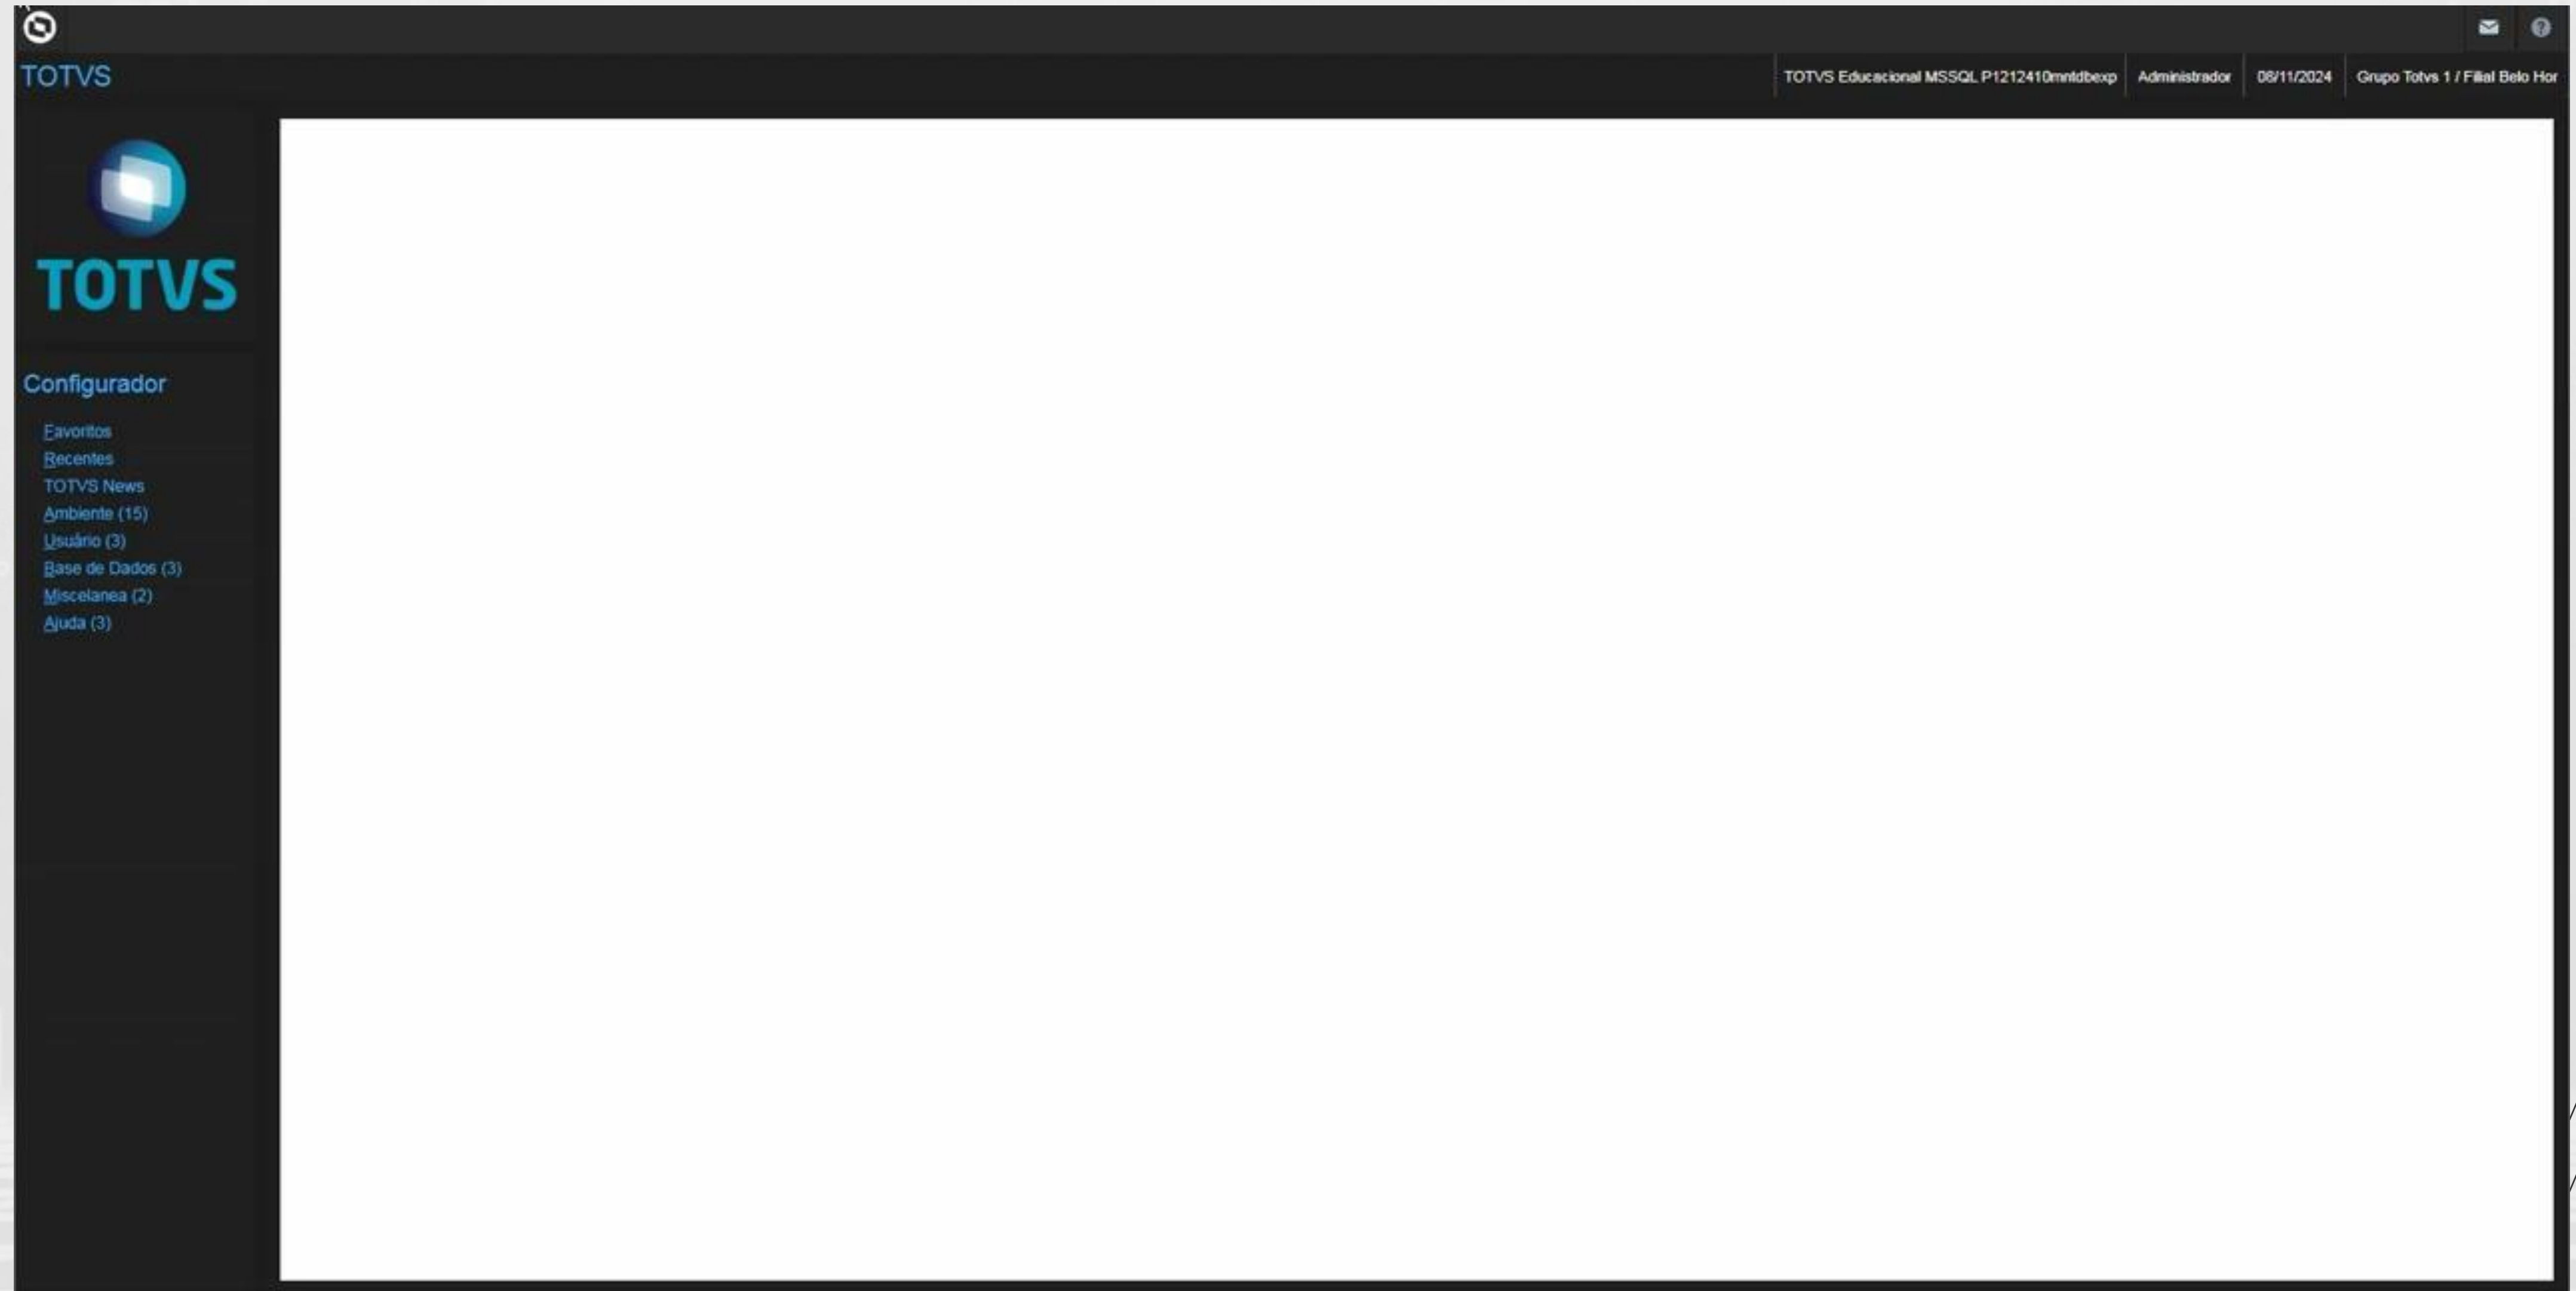 TOTVS
TOTVS Educacional MSSQL P1212410mntdbexp Administrador 08/11/2024 Grupo Totvs 1 / Filial Belo Hor
TOTVS
Configurador
Favoritos
Recentes
TOTVS News
Ambiente (15)
Usuário (3)
Base de Dados (3)
Miscelanea (2)
Ajuda (3)